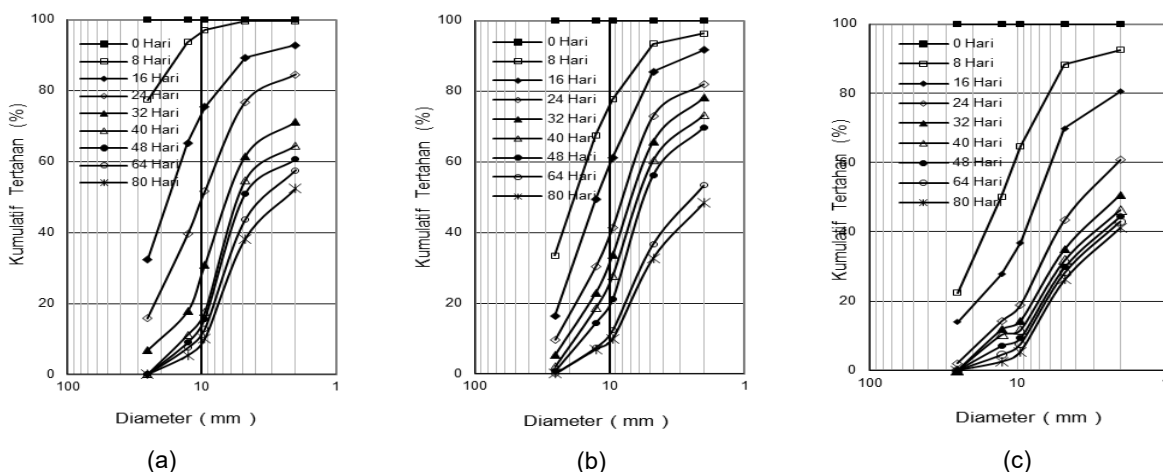 Kumulatif Tertahan (%)
100
80
60
40
20
0
0 Hari
8 Hari
16 Hari
24 Hari
32 Hari
40 Hari
48 Hari
64 Hari
80 Hari
100
10
1
Diameter ( mm )
(a)
Kumulatif Tertahan (%)
100
80
60
40
20
0
0 Hari
8 Hari
16 Hari
24 Hari
32 Hari
40 Hari
48 Hari
64 Hari
80 Hari
100
10
1
Diameter ( mm )
(b)
Kumulatif Tertahan (%)
100
80
60
40
20
0
0 Hari
8 Hari
16 Hari
24 Hari
32 Hari
40 Hari
48 Hari
64 Hari
80 Hari
100
10
1
Diameter ( mm )
(c)